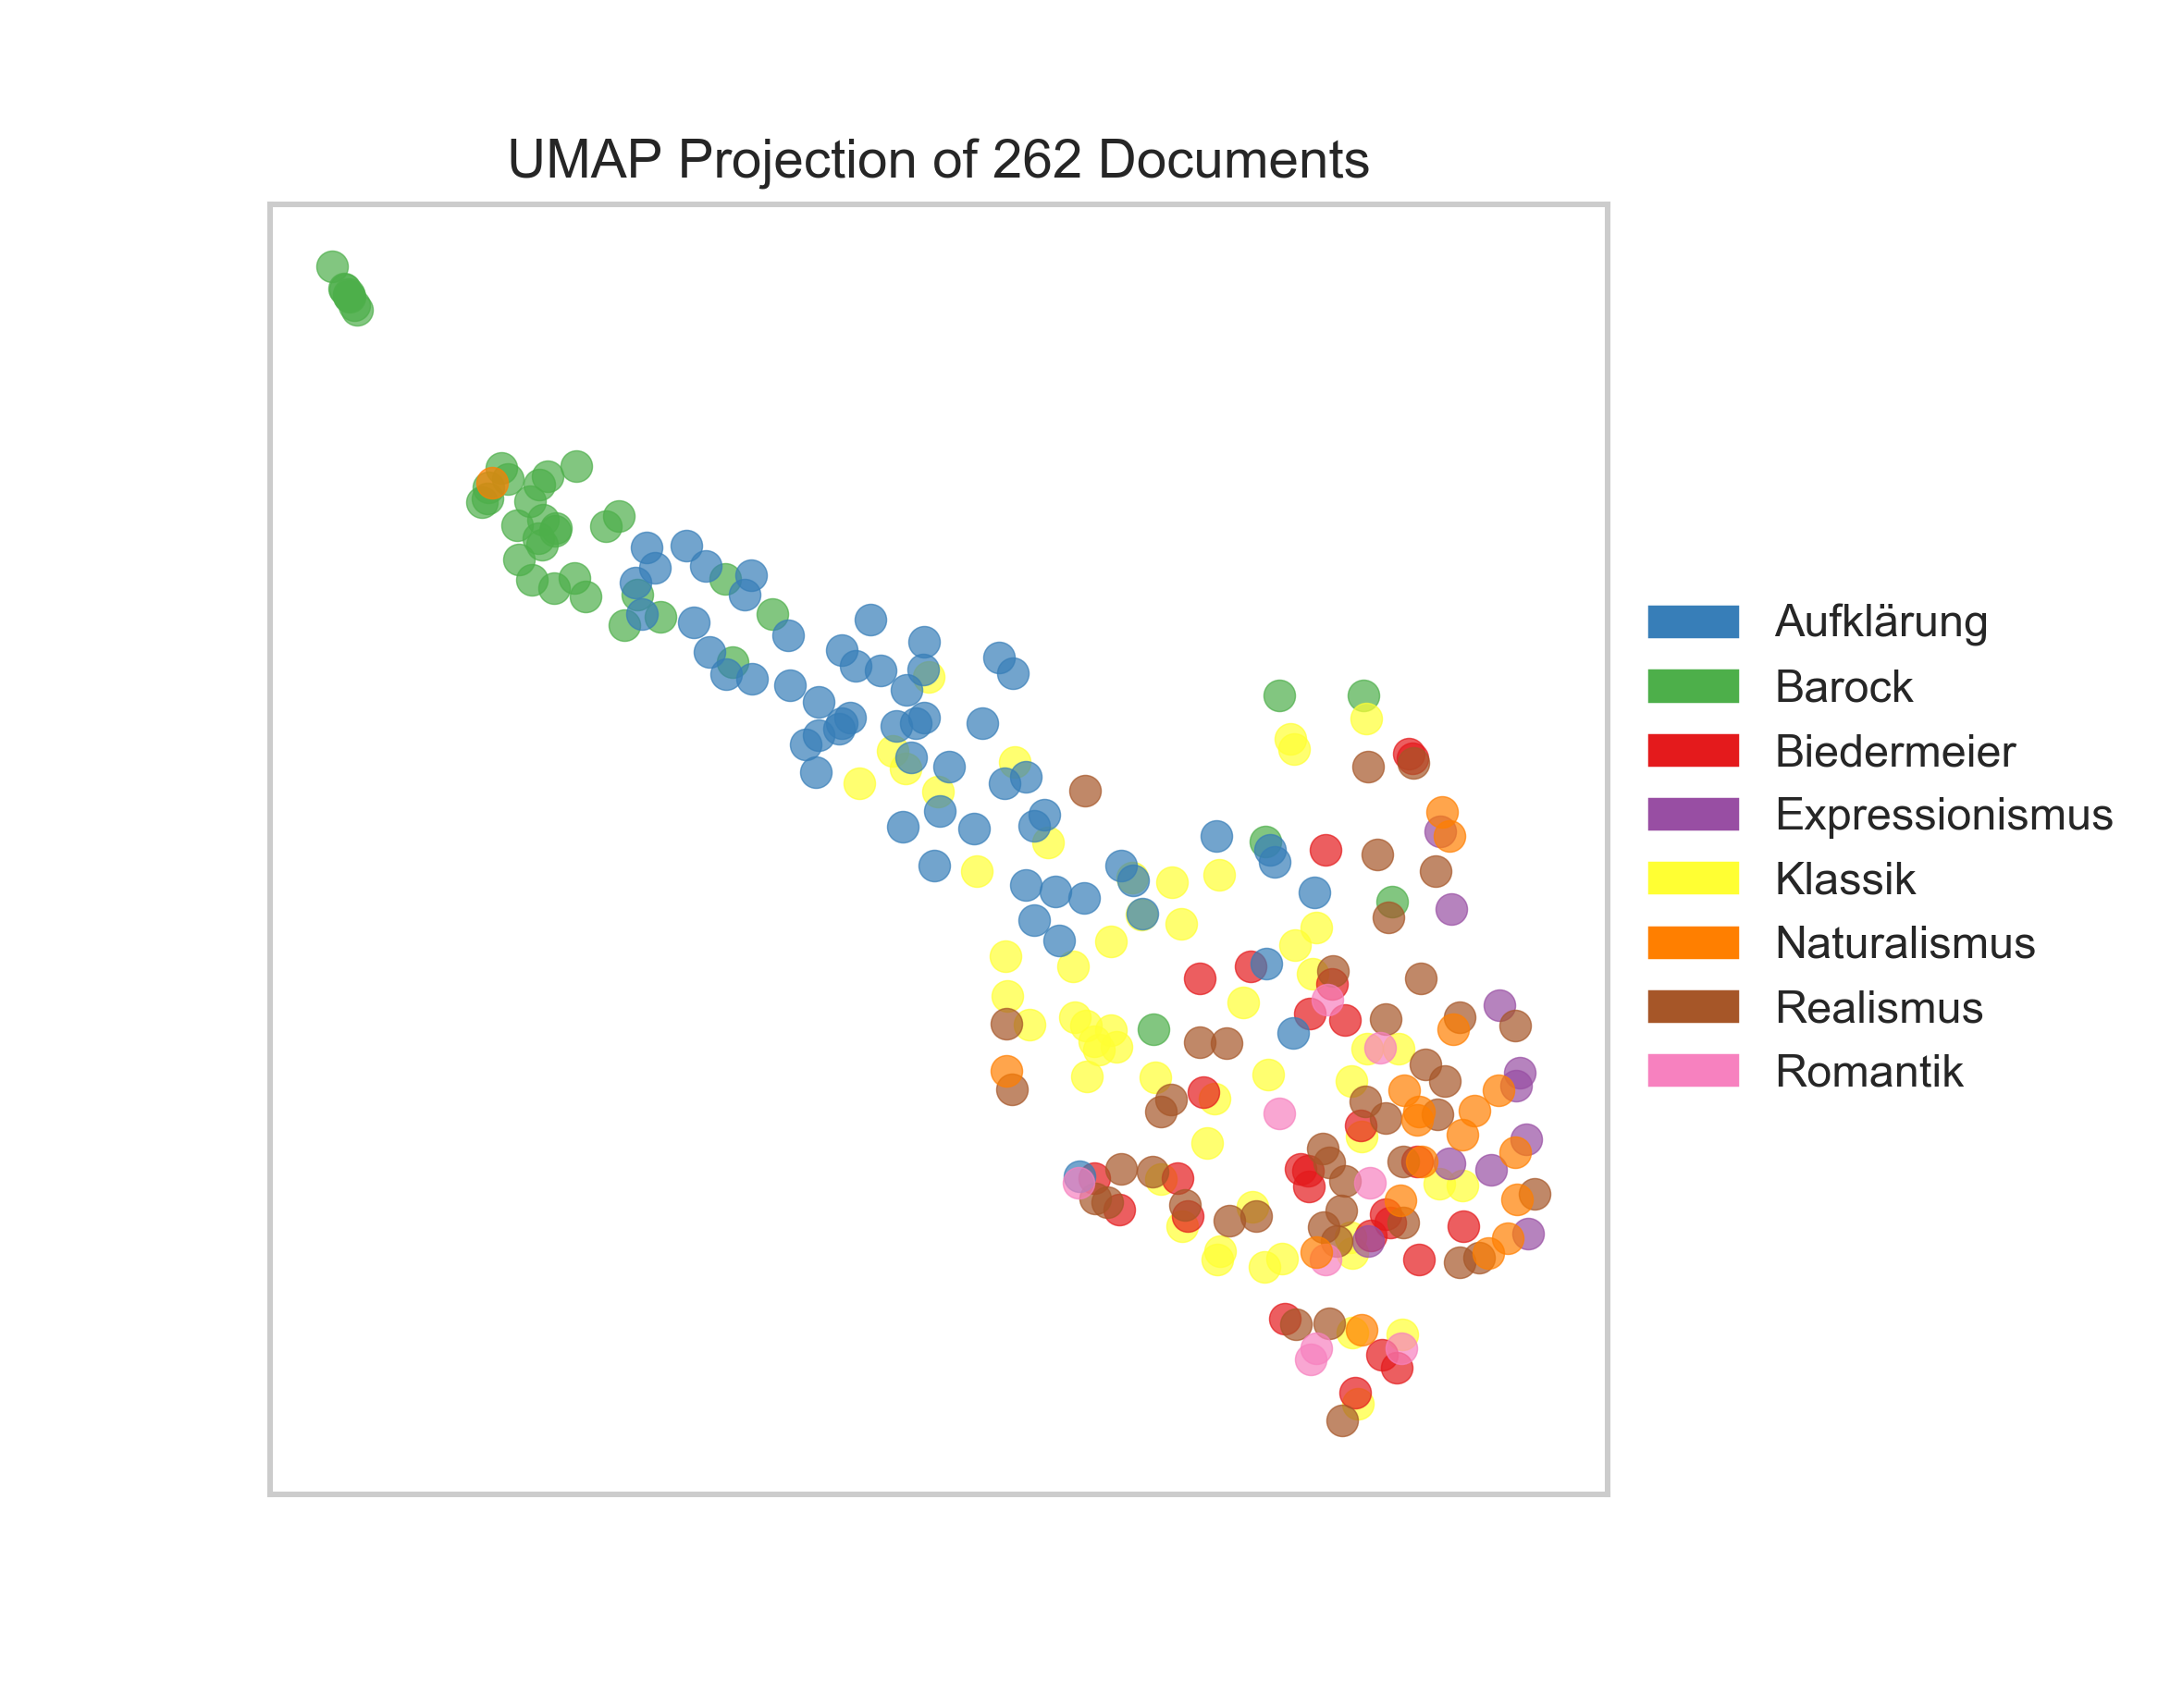 UMAP Projection of 262 Documents
Aufklärung
Barock
Biedermeier
Expressionismus
Klassik
Naturalismus
Realismus
Romantik